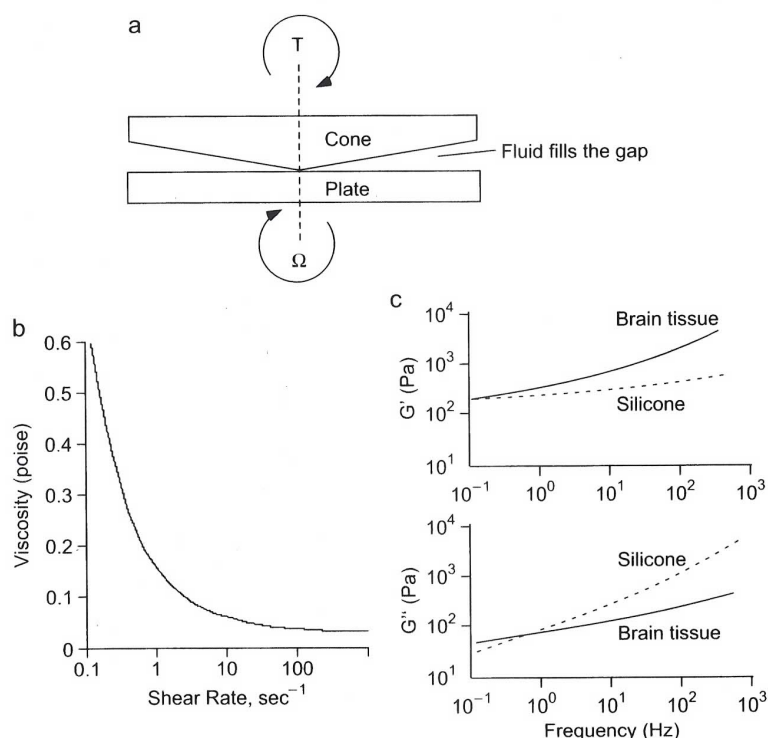 a
T
Cone
Fluid fills the gap
Plate
Ω
b
0.6
0.5
0.4
0.3
0.2
0.1
0
Viscosity (poise)
0.1 1 10 100
Shear Rate, sec⁻¹
c
10⁴
10³
10²
10¹
G' (Pa)
Brain tissue
Silicone
10⁻¹ 10⁰ 10¹ 10² 10³
10⁴
10³
10²
10¹
G" (Pa)
Silicone
Brain tissue
10⁻¹ 10⁰ 10¹ 10² 10³
Frequency (Hz)